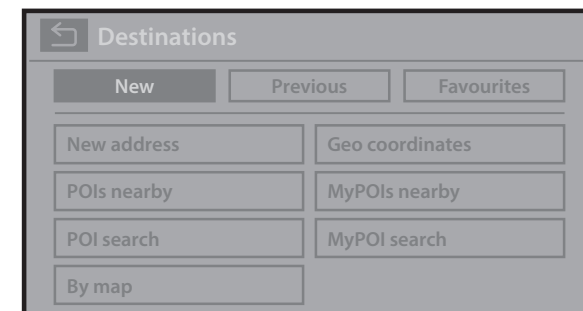 Destinations
New Previous Favourites
New address Geo coordinates
POIs nearby MyPOIs nearby
POI search MyPOI search
By map